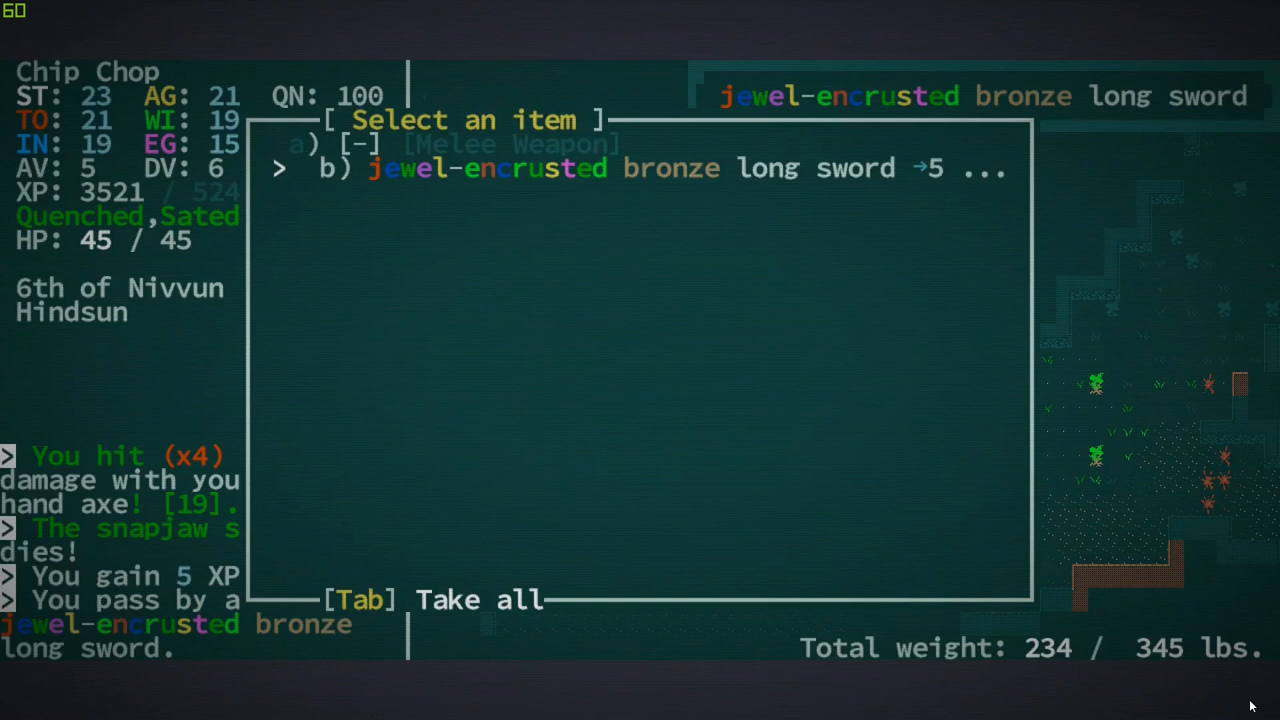 60
Chip Chop
ST: 23 AG: 21 QN: 100
jewel-encrusted bronze long sword
TO: 21 WI: 19
[ Select an item ]
IN: 19 EG: 15
a) [-] [Melee Weapon]
AV: 5 DV: 6
> b) jewel-encrusted bronze long sword →5 ...
XP: 3521 / 524
Quenched,Sated
HP: 45 / 45
6th of Nivvun
Hindsun
> You hit (x4)
damage with you
hand axe! [19].
> The snapjaw s
dies!
> You gain 5 XP
> You pass by a
[Tab] Take all
jewel-encrusted bronze
long sword.
Total weight: 234 / 345 lbs.